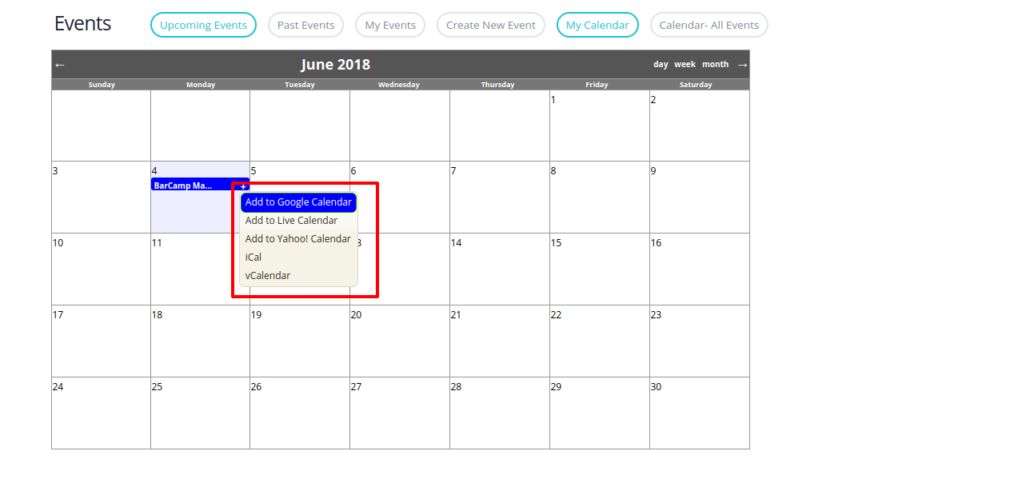 Events Upcoming Events Past Events My Events Create New Event My Calendar Calendar- All Events
← June 2018 day week month →
Sunday Monday Tuesday Wednesday Thursday Friday Saturday
1 2
3 4 5 6 7 8 9
BarCamp Ma... +
Add to Google Calendar
Add to Live Calendar
Add to Yahoo! Calendar
iCal
vCalendar
10 11 3 14 15 16
17 18 19 20 21 22 23
24 25 26 27 28 29 30